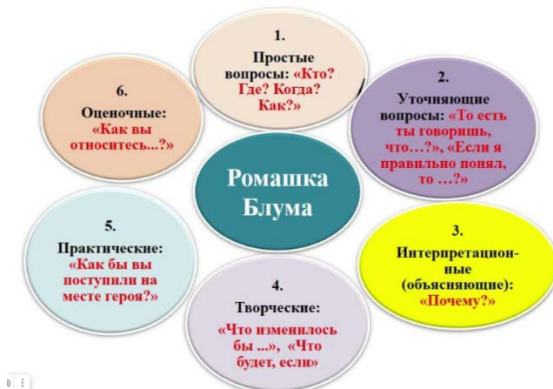 1.
Простые
вопросы: «Кто?
Где? Когда?
Как?»
2.
Уточняющие
вопросы: «То есть
ты говоришь,
что…?», «Если я
правильно понял,
то …?»
3.
Интерпретацион-
ные
(объясняющие):
«Почему?»
4.
Творческие:
«Что изменилось
бы ...», «Что
будет, если»
5.
Практические:
«Как бы вы
поступили на
месте героя?»
6.
Оценочные:
«Как вы
относитесь...?»
Ромашка
Блума